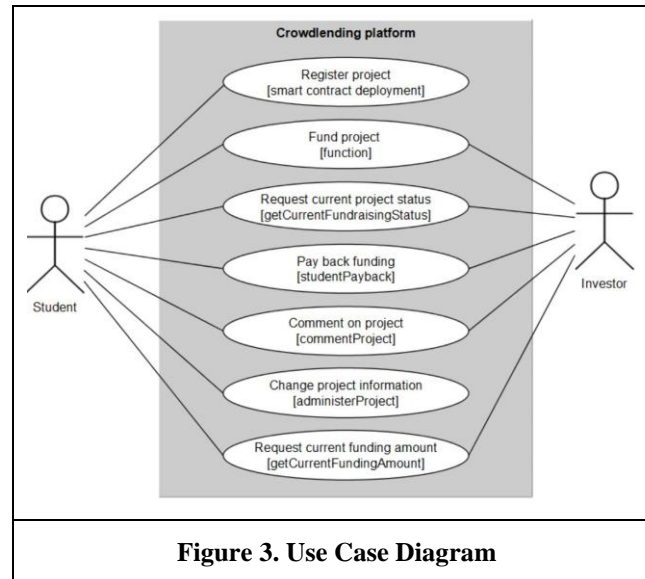 Crowdlending platform
Register project
[smart contract deployment]
Fund project
[function]
Request current project status
[getCurrentFundraisingStatus]
Pay back funding
[studentPayback]
Comment on project
[commentProject]
Change project information
[administerProject]
Request current funding amount
[getCurrentFundingAmount]
Student
Investor
Figure 3. Use Case Diagram